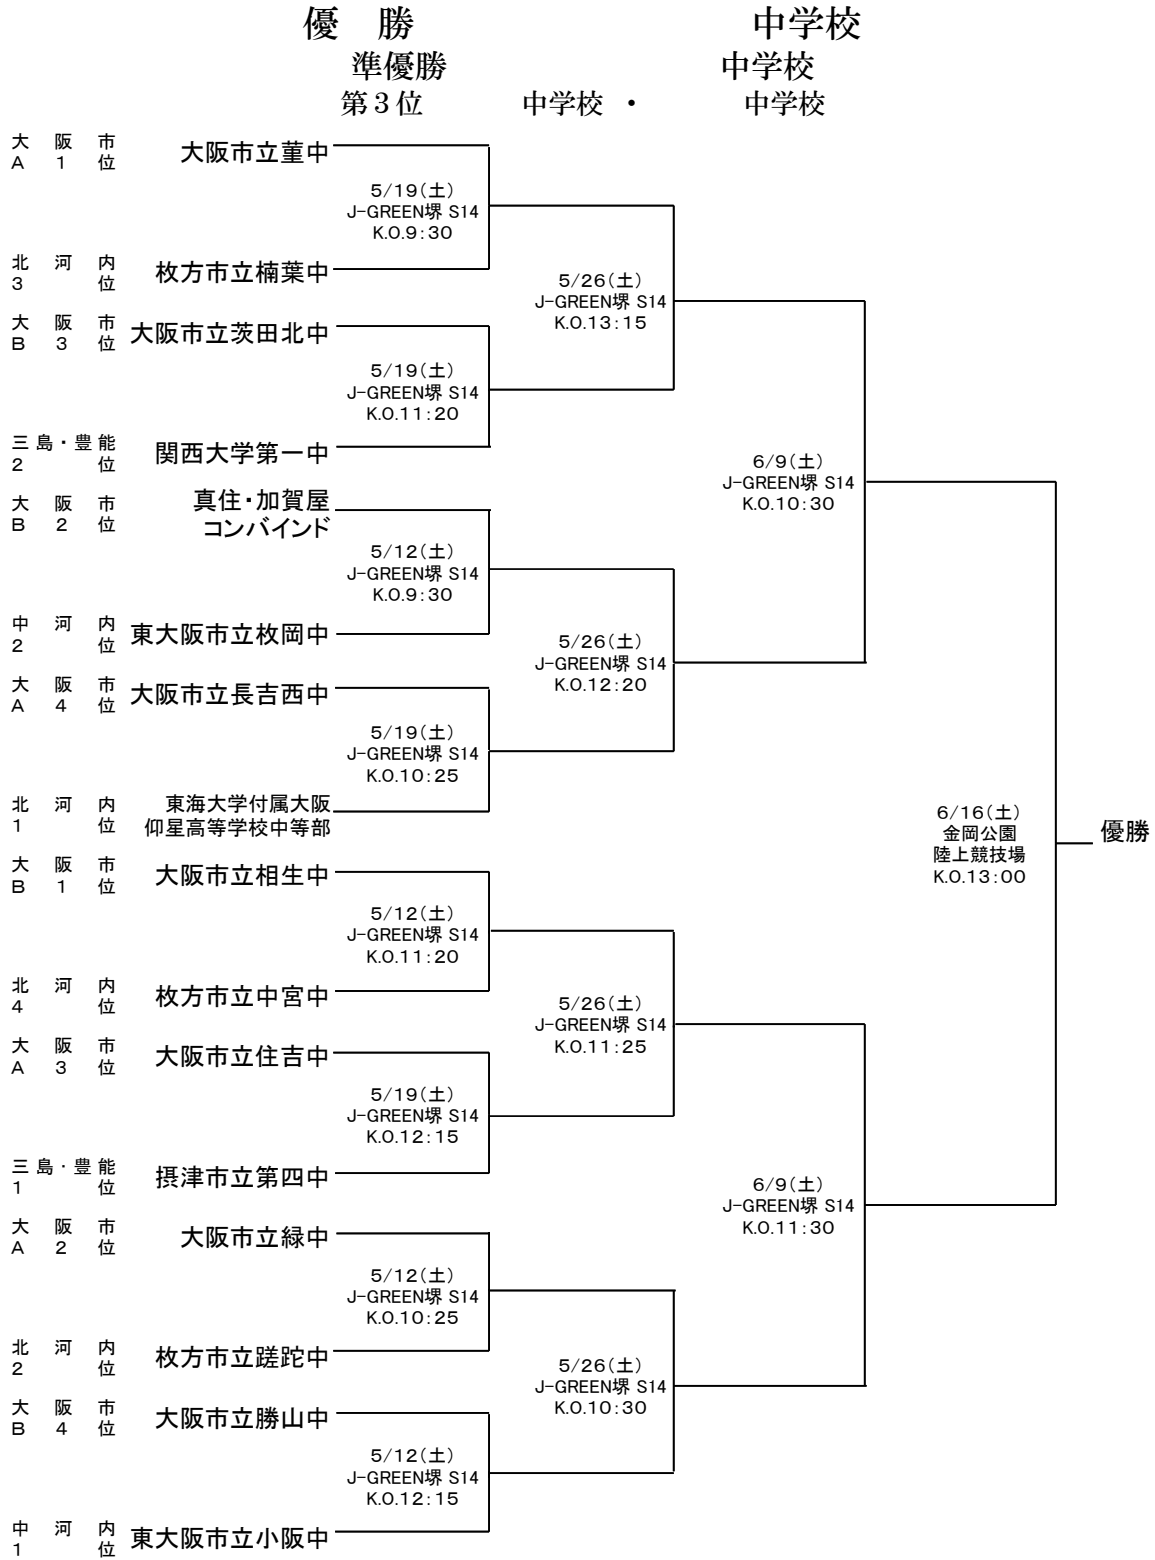 優　勝　中学校
準優勝　中学校
第３位　中学校 ・ 中学校
大阪市
A1位
大阪市立菫中
5/19(土)
J-GREEN堺 S14
K.O.9:30
北河内
3位
枚方市立楠葉中
5/26(土)
J-GREEN堺 S14
K.O.13:15
大阪市
B3位
大阪市立茨田北中
5/19(土)
J-GREEN堺 S14
K.O.11:20
三島・豊能
2位
関西大学第一中
6/9(土)
J-GREEN堺 S14
K.O.10:30
大阪市
B2位
真住・加賀屋
コンバインド
5/12(土)
J-GREEN堺 S14
K.O.9:30
中河内
2位
東大阪市立枚岡中
5/26(土)
J-GREEN堺 S14
K.O.12:20
大阪市
A4位
大阪市立長吉西中
5/19(土)
J-GREEN堺 S14
K.O.10:25
北河内
1位
東海大学付属大阪
仰星高等学校中等部
6/16(土)
金岡公園
陸上競技場
K.O.13:00
優勝
大阪市
B1位
大阪市立相生中
5/12(土)
J-GREEN堺 S14
K.O.11:20
北河内
4位
枚方市立中宮中
5/26(土)
J-GREEN堺 S14
K.O.11:25
大阪市
A3位
大阪市立住吉中
5/19(土)
J-GREEN堺 S14
K.O.12:15
三島・豊能
1位
摂津市立第四中
6/9(土)
J-GREEN堺 S14
K.O.11:30
大阪市
A2位
大阪市立緑中
5/12(土)
J-GREEN堺 S14
K.O.10:25
北河内
2位
枚方市立蹉跎中
5/26(土)
J-GREEN堺 S14
K.O.10:30
大阪市
B4位
大阪市立勝山中
5/12(土)
J-GREEN堺 S14
K.O.12:15
中河内
1位
東大阪市立小阪中